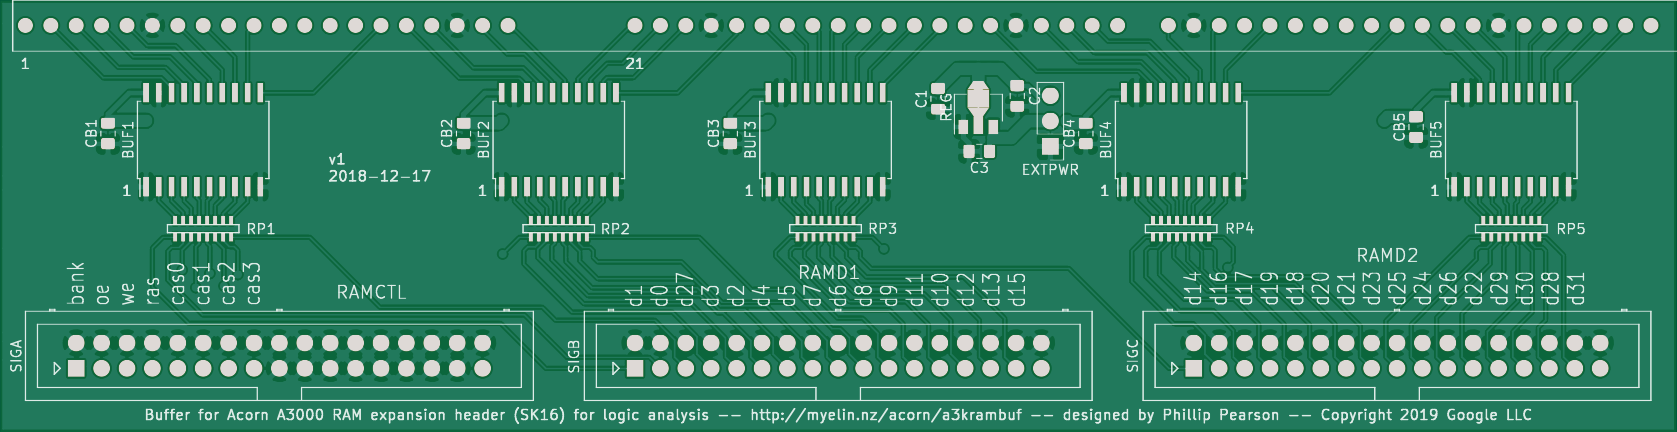 1
21
CB1
BUF1
1
v1
2018-12-17
CB2
BUF2
1
CB3
BUF3
1
C1
REG
C2
C3
EXTPWR
CB4
BUF4
1
CB5
BUF5
1
RP1
RP2
RP3
RP4
RP5
bank
oe
we
ras
cas0
cas1
cas2
cas3
RAMCTL
d1
d0
d27
d3
d2
d4
d5
d7
d6
d8
d9
d11
d10
d12
d13
d15
RAMD1
d14
d16
d17
d19
d18
d20
d21
d23
d25
d24
d26
d22
d29
d30
d28
d31
RAMD2
SIGA
SIGB
SIGC
Buffer for Acorn A3000 RAM expansion header (SK16) for logic analysis -- http://myelin.nz/acorn/a3krambuf -- designed by Phillip Pearson -- Copyright 2019 Google LLC